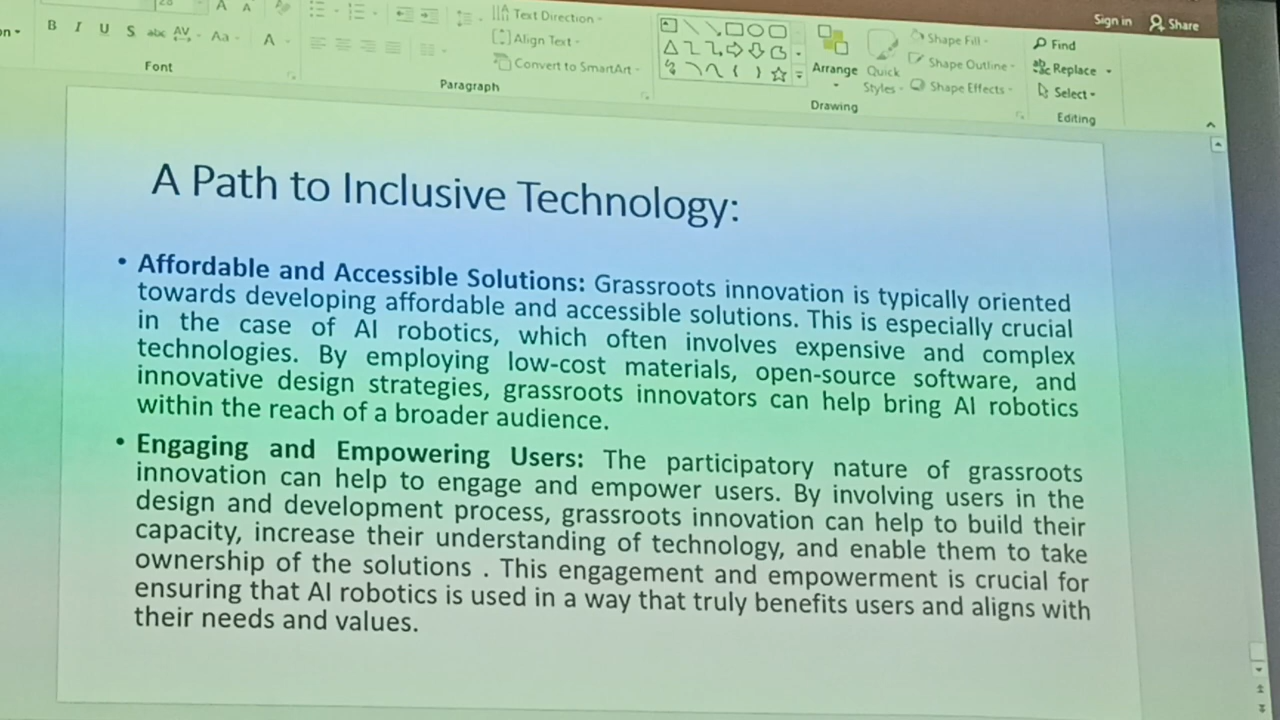 Sign in Share
B I U S abc AV Aa A
Text Direction
Align Text
Convert to SmartArt
Arrange
Quick Styles
Shape Fill
Shape Outline
Shape Effects
Find
Replace
Select
Font
Paragraph
Drawing
Editing
A Path to Inclusive Technology:
• Affordable and Accessible Solutions: Grassroots innovation is typically oriented
towards developing affordable and accessible solutions. This is especially crucial
in the case of AI robotics, which often involves expensive and complex
technologies. By employing low-cost materials, open-source software, and
innovative design strategies, grassroots innovators can help bring AI robotics
within the reach of a broader audience.
• Engaging and Empowering Users: The participatory nature of grassroots
innovation can help to engage and empower users. By involving users in the
design and development process, grassroots innovation can help to build their
capacity, increase their understanding of technology, and enable them to take
ownership of the solutions . This engagement and empowerment is crucial for
ensuring that AI robotics is used in a way that truly benefits users and aligns with
their needs and values.